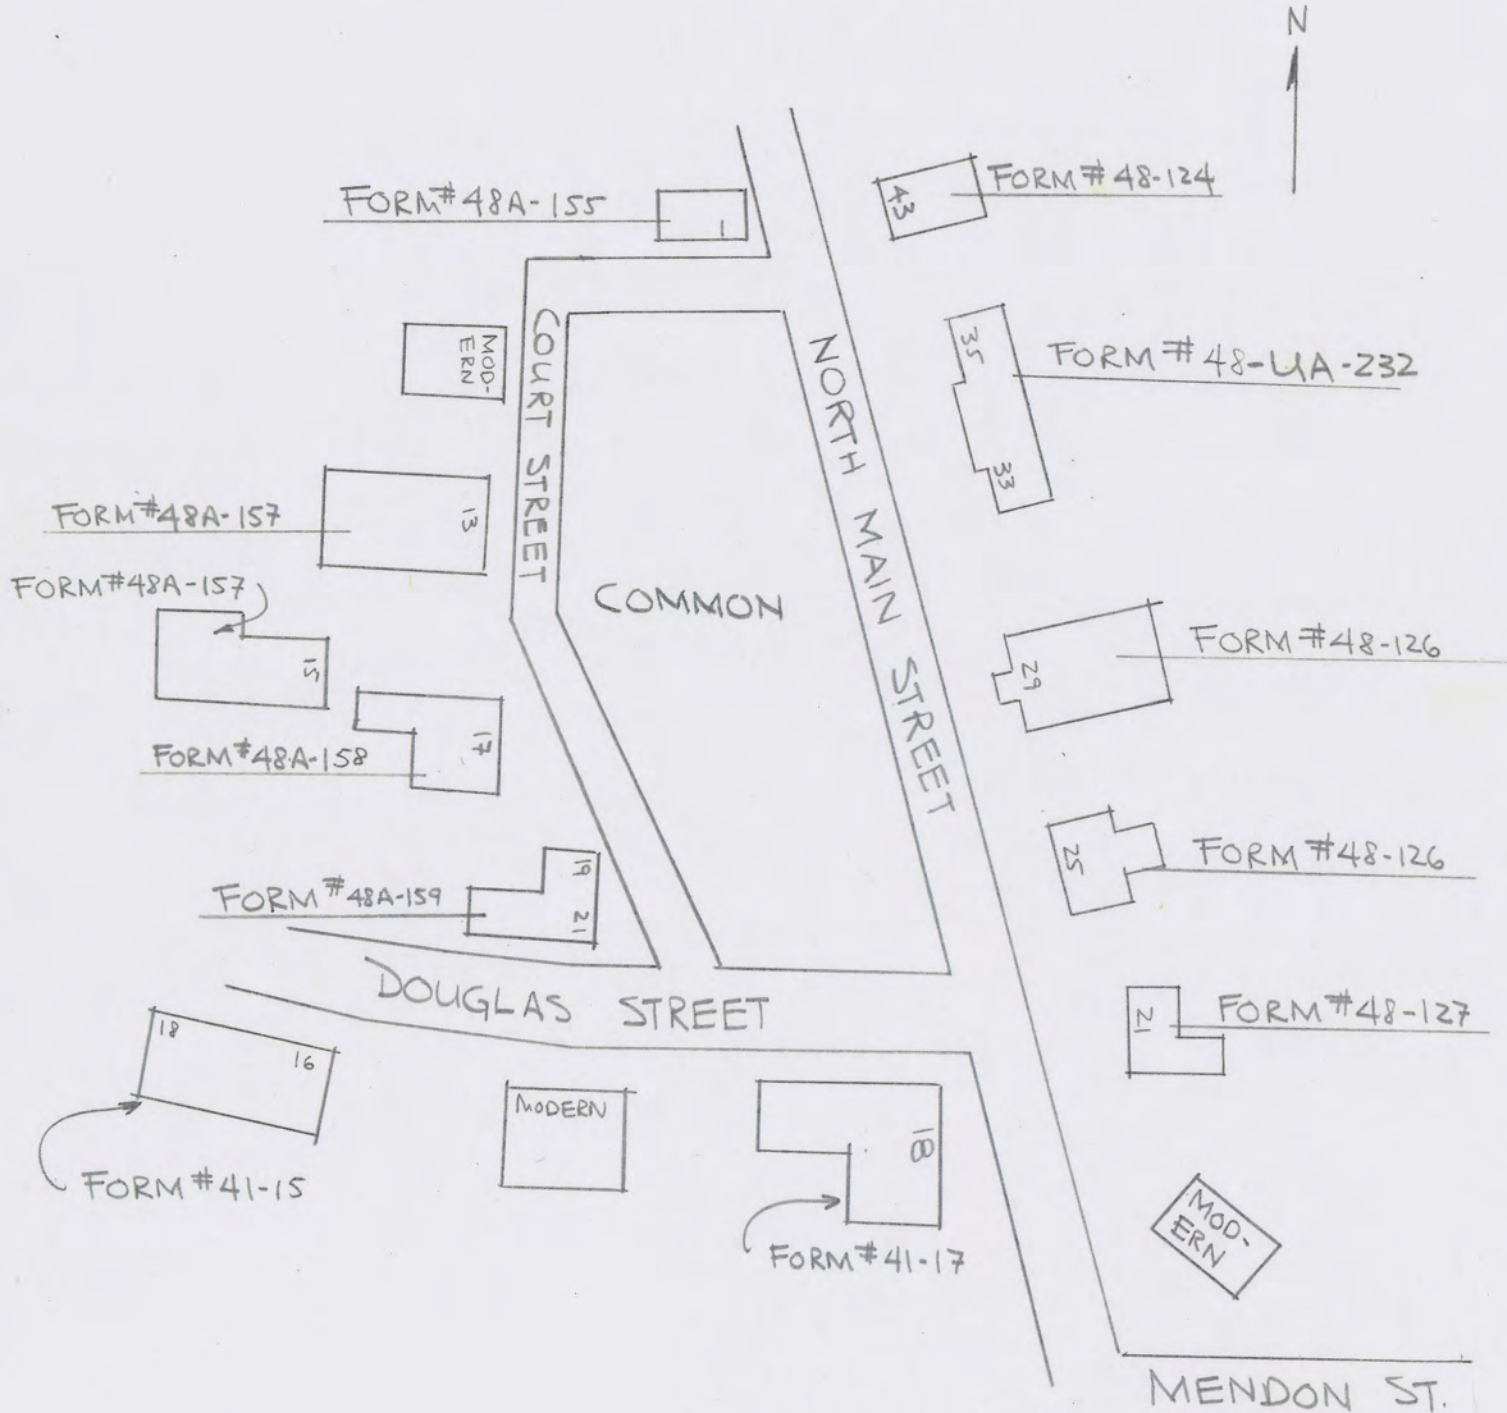 N
FORM #48A-155
1
43
FORM #48-124
MOD-
ERN
COURT STREET
35
33
FORM #48-UA-232
NORTH MAIN STREET
FORM #48A-157
13
FORM #48A-157
15
COMMON
29
FORM #48-126
17
FORM #48A-158
25
FORM #48-126
19
21
FORM #48A-159
DOUGLAS STREET
21
FORM #48-127
18
16
FORM #41-15
MODERN
18
FORM #41-17
MOD-
ERN
MENDON ST.